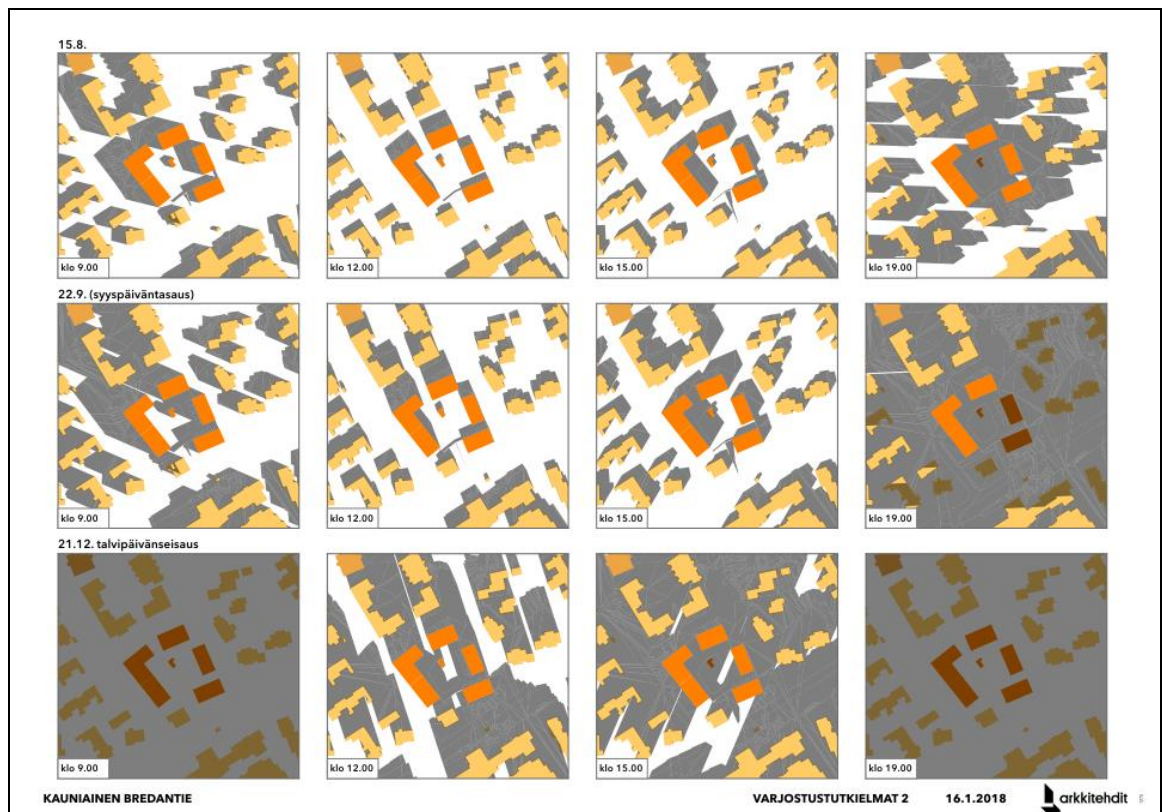 15.8.
klo 9.00
klo 12.00
klo 15.00
klo 19.00
22.9. (syyspäiväntasaus)
klo 9.00
klo 12.00
klo 15.00
klo 19.00
21.12. talvipäivänseisaus
klo 9.00
klo 12.00
klo 15.00
klo 19.00
KAUNIAINEN BREDANTIE VARJOSTUSTUTKIELMAT 2 16.1.2018 arkkitehdit